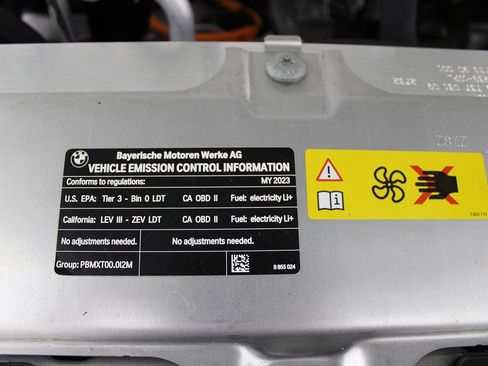 BMW
Bayerische Motoren Werke AG
VEHICLE EMISSION CONTROL INFORMATION
Conforms to regulations: MY 2023
U.S. EPA: Tier 3 - Bin 0 LDT CA OBD II Fuel: electricity Li+
California: LEV III - ZEV LDT CA OBD II Fuel: electricity Li+
No adjustments needed. No adjustments needed.
Group: PBMXT00.0I2M 8 855 024
2792